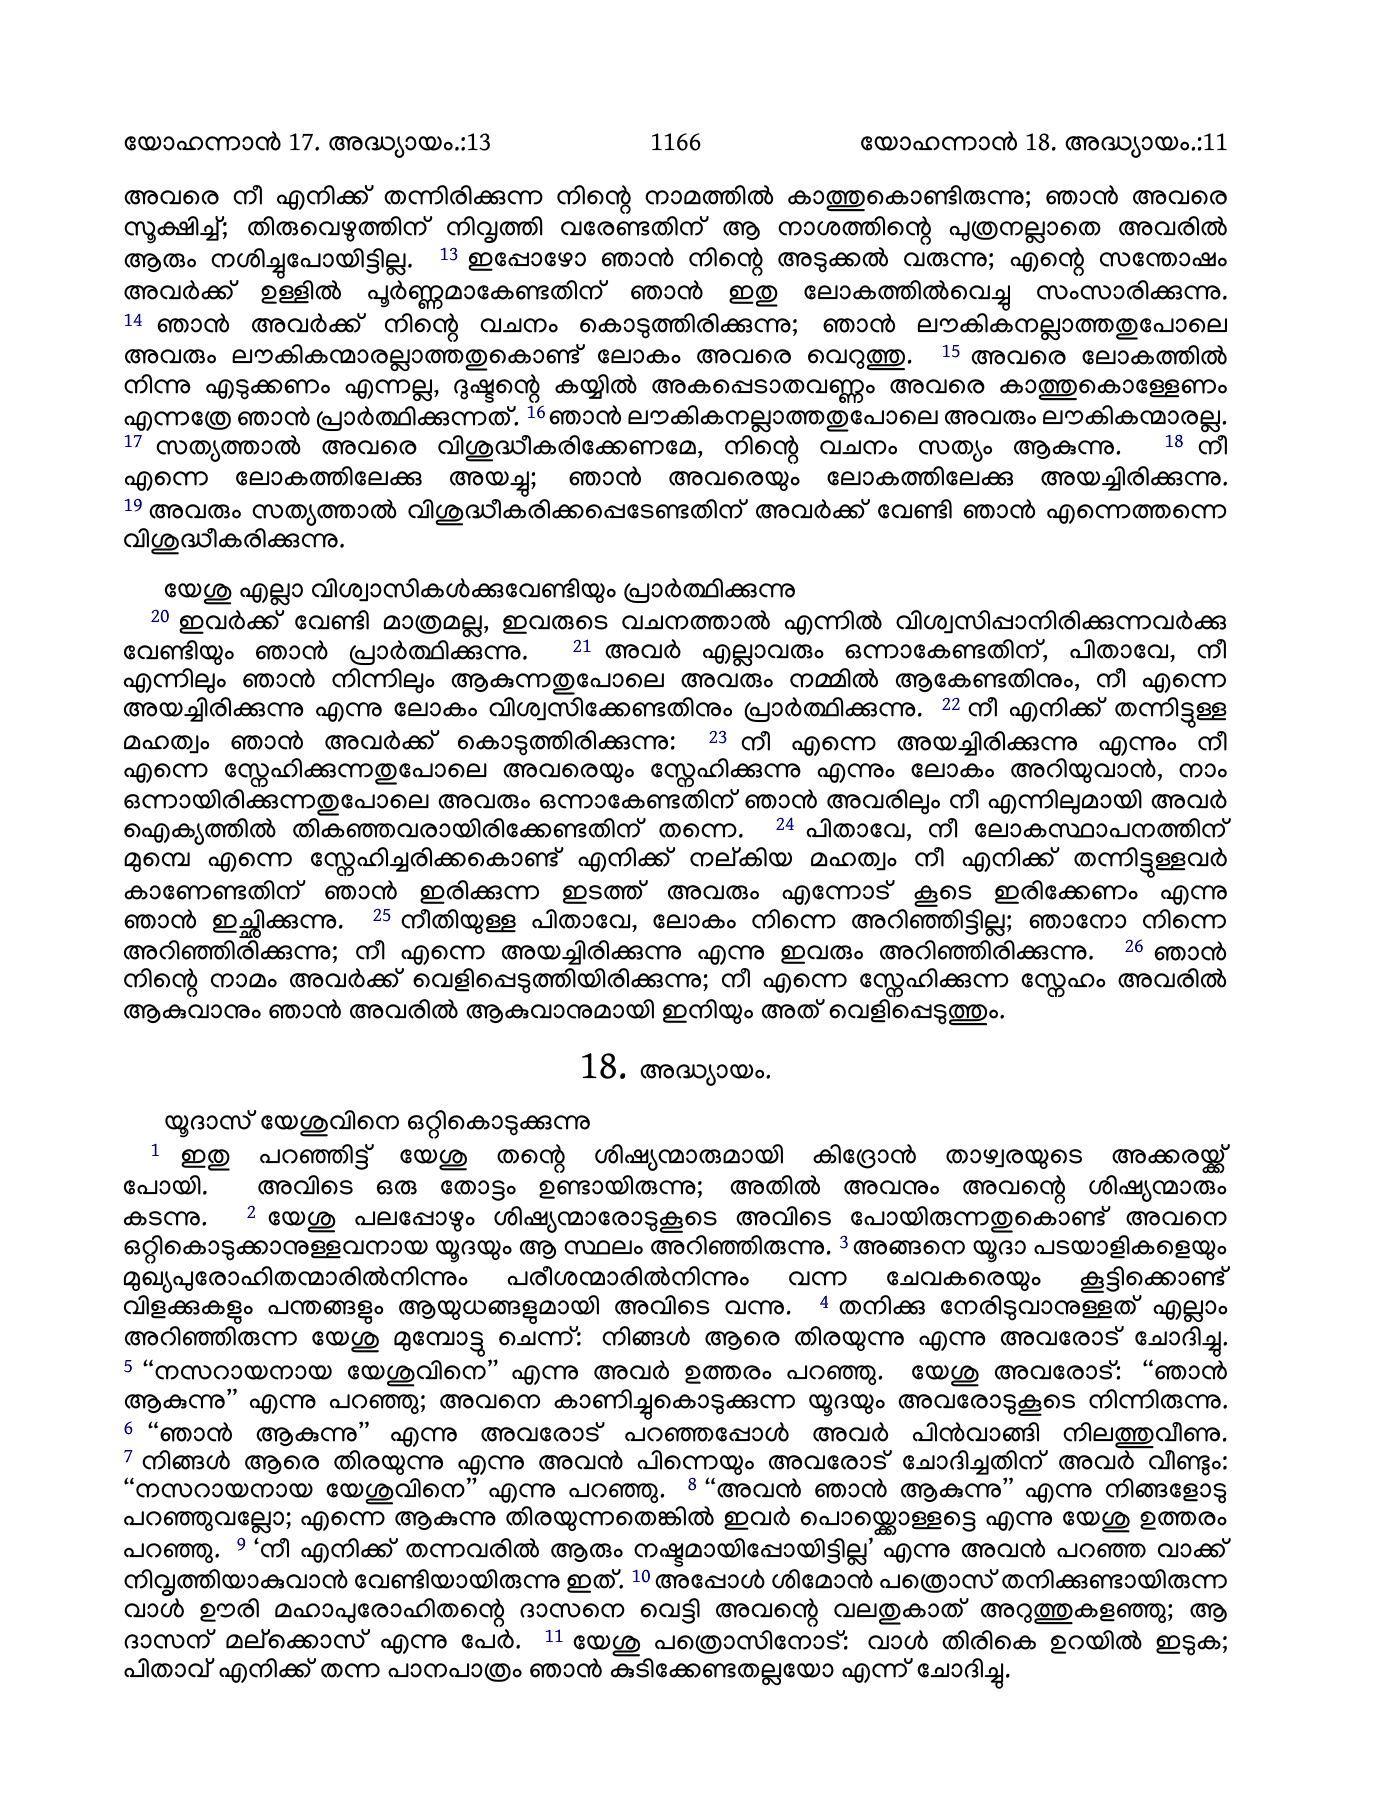 യോഹന്നാൻ 17. അദ്ധ്യായം.:13 1166 യോഹന്നാൻ 18. അദ്ധ്യായം.:11
അവരെ നീ എനിക്ക് തന്നിരിക്കുന്ന നിന്റെ നാമത്തിൽ കാത്തുകൊണ്ടിരുന്നു; ഞാൻ അവരെ
സൂക്ഷിച്ച്; തിരുവെഴുത്തിന് നിവൃത്തി വരേണ്ടതിന് ആ നാശത്തിന്റെ പുത്രനല്ലാതെ അവരിൽ
ആരും നശിച്ചുപോയിട്ടില്ല. 13 ഇപ്പോഴോ ഞാൻ നിന്റെ അടുക്കൽ വരുന്നു; എന്റെ സന്തോഷം
അവർക്ക് ഉള്ളിൽ പൂർണ്ണമാകേണ്ടതിന് ഞാൻ ഇതു ലോകത്തിൽവെച്ചു സംസാരിക്കുന്നു.
14 ഞാൻ അവർക്ക് നിന്റെ വചനം കൊടുത്തിരിക്കുന്നു; ഞാൻ ലൗകികനല്ലാത്തതുപോലെ
അവരും ലൗകികന്മാരല്ലാത്തതുകൊണ്ട് ലോകം അവരെ വെറുത്തു. 15 അവരെ ലോകത്തിൽ
നിന്നു എടുക്കണം എന്നല്ല, ദുഷ്ടന്റെ കയ്യിൽ അകപ്പെടാതവണ്ണം അവരെ കാത്തുകൊള്ളേണം
എന്നത്രേ ഞാൻ പ്രാർത്ഥിക്കുന്നത്. 16 ഞാൻ ലൗകികനല്ലാത്തതുപോലെ അവരും ലൗകികന്മാരല്ല.
17 സത്യത്താൽ അവരെ വിശുദ്ധീകരിക്കേണമേ, നിന്റെ വചനം സത്യം ആകുന്നു. 18 നീ
എന്നെ ലോകത്തിലേക്കു അയച്ചു; ഞാൻ അവരെയും ലോകത്തിലേക്കു അയച്ചിരിക്കുന്നു.
19 അവരും സത്യത്താൽ വിശുദ്ധീകരിക്കപ്പെടേണ്ടതിന് അവർക്ക് വേണ്ടി ഞാൻ എന്നെത്തന്നെ
വിശുദ്ധീകരിക്കുന്നു.
യേശു എല്ലാ വിശ്വാസികൾക്കുവേണ്ടിയും പ്രാർത്ഥിക്കുന്നു
20 ഇവർക്ക് വേണ്ടി മാത്രമല്ല, ഇവരുടെ വചനത്താൽ എന്നിൽ വിശ്വസിപ്പാനിരിക്കുന്നവർക്കു
വേണ്ടിയും ഞാൻ പ്രാർത്ഥിക്കുന്നു. 21 അവർ എല്ലാവരും ഒന്നാകേണ്ടതിന്, പിതാവേ, നീ
എന്നിലും ഞാൻ നിന്നിലും ആകുന്നതുപോലെ അവരും നമ്മിൽ ആകേണ്ടതിനും, നീ എന്നെ
അയച്ചിരിക്കുന്നു എന്നു ലോകം വിശ്വസിക്കേണ്ടതിനും പ്രാർത്ഥിക്കുന്നു. 22 നീ എനിക്ക് തന്നിട്ടുള്ള
മഹത്വം ഞാൻ അവർക്ക് കൊടുത്തിരിക്കുന്നു: 23 നീ എന്നെ അയച്ചിരിക്കുന്നു എന്നും നീ
എന്നെ സ്നേഹിക്കുന്നതുപോലെ അവരെയും സ്നേഹിക്കുന്നു എന്നും ലോകം അറിയുവാൻ, നാം
ഒന്നായിരിക്കുന്നതുപോലെ അവരും ഒന്നാകേണ്ടതിന് ഞാൻ അവരിലും നീ എന്നിലുമായി അവർ
ഐക്യത്തിൽ തികഞ്ഞവരായിരിക്കേണ്ടതിന് തന്നെ. 24 പിതാവേ, നീ ലോകസ്ഥാപനത്തിന്
മുമ്പെ എന്നെ സ്നേഹിച്ചരിക്കകൊണ്ട് എനിക്ക് നല്കിയ മഹത്വം നീ എനിക്ക് തന്നിട്ടുള്ളവർ
കാണേണ്ടതിന് ഞാൻ ഇരിക്കുന്ന ഇടത്ത് അവരും എന്നോട് കൂടെ ഇരിക്കേണം എന്നു
ഞാൻ ഇച്ഛിക്കുന്നു. 25 നീതിയുള്ള പിതാവേ, ലോകം നിന്നെ അറിഞ്ഞിട്ടില്ല; ഞാനോ നിന്നെ
അറിഞ്ഞിരിക്കുന്നു; നീ എന്നെ അയച്ചിരിക്കുന്നു എന്നു ഇവരും അറിഞ്ഞിരിക്കുന്നു. 26 ഞാൻ
നിന്റെ നാമം അവർക്ക് വെളിപ്പെടുത്തിയിരിക്കുന്നു; നീ എന്നെ സ്നേഹിക്കുന്ന സ്നേഹം അവരിൽ
ആകുവാനും ഞാൻ അവരിൽ ആകുവാനുമായി ഇനിയും അത് വെളിപ്പെടുത്തും.
18. അദ്ധ്യായം.
യൂദാസ് യേശുവിനെ ഒറ്റികൊടുക്കുന്നു
1 ഇതു പറഞ്ഞിട്ട് യേശു തന്റെ ശിഷ്യന്മാരുമായി കിദ്രോൻ താഴ്വരയുടെ അക്കരയ്ക്ക്
പോയി. അവിടെ ഒരു തോട്ടം ഉണ്ടായിരുന്നു; അതിൽ അവനും അവന്റെ ശിഷ്യന്മാരും
കടന്നു. 2 യേശു പലപ്പോഴും ശിഷ്യന്മാരോടുകൂടെ അവിടെ പോയിരുന്നതുകൊണ്ട് അവനെ
ഒറ്റികൊടുക്കാനുള്ളവനായ യൂദയും ആ സ്ഥലം അറിഞ്ഞിരുന്നു. 3 അങ്ങനെ യൂദാ പടയാളികളെയും
മുഖ്യപുരോഹിതന്മാരിൽനിന്നും പരീശന്മാരിൽനിന്നും വന്ന ചേവകരെയും കൂട്ടിക്കൊണ്ട്
വിളക്കുകളും പന്തങ്ങളും ആയുധങ്ങളുമായി അവിടെ വന്നു. 4 തനിക്കു നേരിടുവാനുള്ളത് എല്ലാം
അറിഞ്ഞിരുന്ന യേശു മുമ്പോട്ടു ചെന്ന്: നിങ്ങൾ ആരെ തിരയുന്നു എന്നു അവരോട് ചോദിച്ചു.
5 “നസറായനായ യേശുവിനെ” എന്നു അവർ ഉത്തരം പറഞ്ഞു. യേശു അവരോട്: “ഞാൻ
ആകുന്നു” എന്നു പറഞ്ഞു; അവനെ കാണിച്ചുകൊടുക്കുന്ന യൂദയും അവരോടുകൂടെ നിന്നിരുന്നു.
6 “ഞാൻ ആകുന്നു” എന്നു അവരോട് പറഞ്ഞപ്പോൾ അവർ പിൻവാങ്ങി നിലത്തുവീണു.
7 നിങ്ങൾ ആരെ തിരയുന്നു എന്നു അവൻ പിന്നെയും അവരോട് ചോദിച്ചതിന് അവർ വീണ്ടും:
“നസറായനായ യേശുവിനെ” എന്നു പറഞ്ഞു. 8 “അവൻ ഞാൻ ആകുന്നു” എന്നു നിങ്ങളോടു
പറഞ്ഞുവല്ലോ; എന്നെ ആകുന്നു തിരയുന്നതെങ്കിൽ ഇവർ പൊയ്ക്കൊള്ളട്ടെ എന്നു യേശു ഉത്തരം
പറഞ്ഞു. 9 ‘നീ എനിക്ക് തന്നവരിൽ ആരും നഷ്ടമായിപ്പോയിട്ടില്ല’ എന്നു അവൻ പറഞ്ഞ വാക്ക്
നിവൃത്തിയാകുവാൻ വേണ്ടിയായിരുന്നു ഇത്. 10 അപ്പോൾ ശിമോൻ പത്രൊസ് തനിക്കുണ്ടായിരുന്ന
വാൾ ഊരി മഹാപുരോഹിതന്റെ ദാസനെ വെട്ടി അവന്റെ വലതുകാത് അറുത്തുകളഞ്ഞു; ആ
ദാസന് മല്ക്കൊസ് എന്നു പേർ. 11 യേശു പത്രൊസിനോട്: വാൾ തിരികെ ഉറയിൽ ഇടുക;
പിതാവ് എനിക്ക് തന്ന പാനപാത്രം ഞാൻ കുടിക്കേണ്ടതല്ലയോ എന്ന് ചോദിച്ചു.